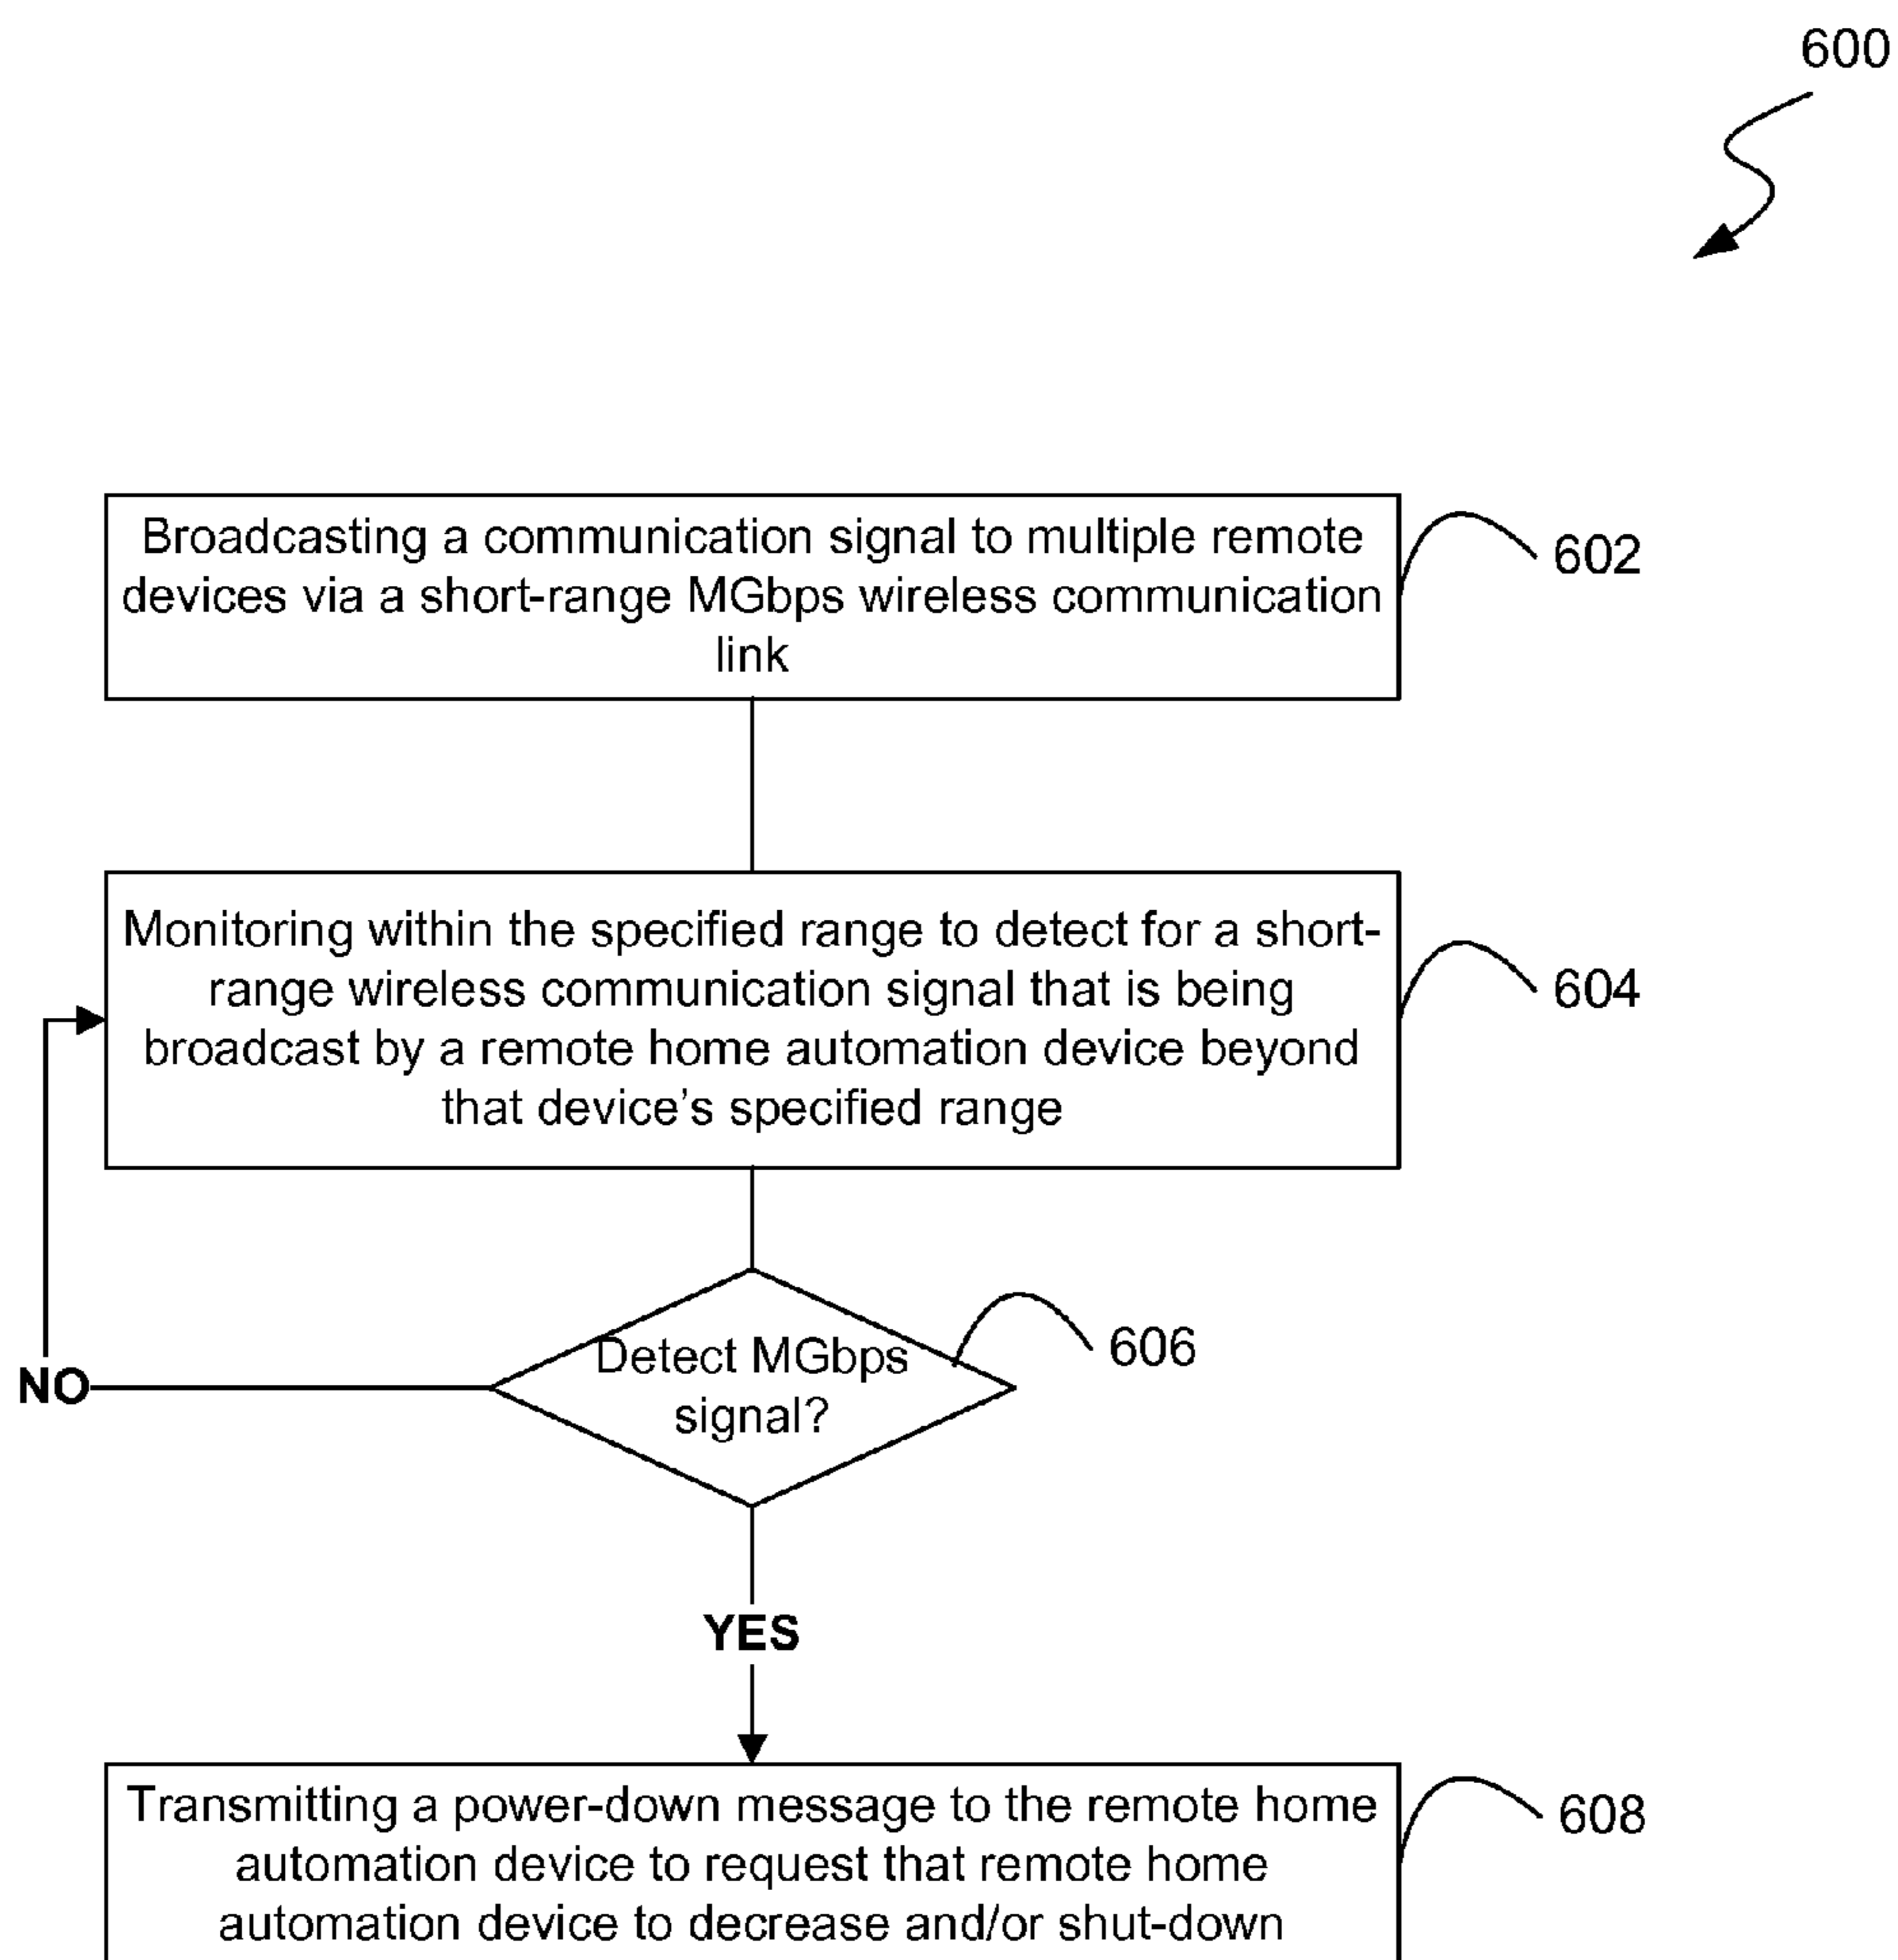 600
Broadcasting a communication signal to multiple remote
devices via a short-range MGbps wireless communication
link
602
Monitoring within the specified range to detect for a short-
range wireless communication signal that is being
broadcast by a remote home automation device beyond
that device's specified range
604
Detect MGbps
signal?
606
NO
YES
Transmitting a power-down message to the remote home
automation device to request that remote home
automation device to decrease and/or shut-down
608